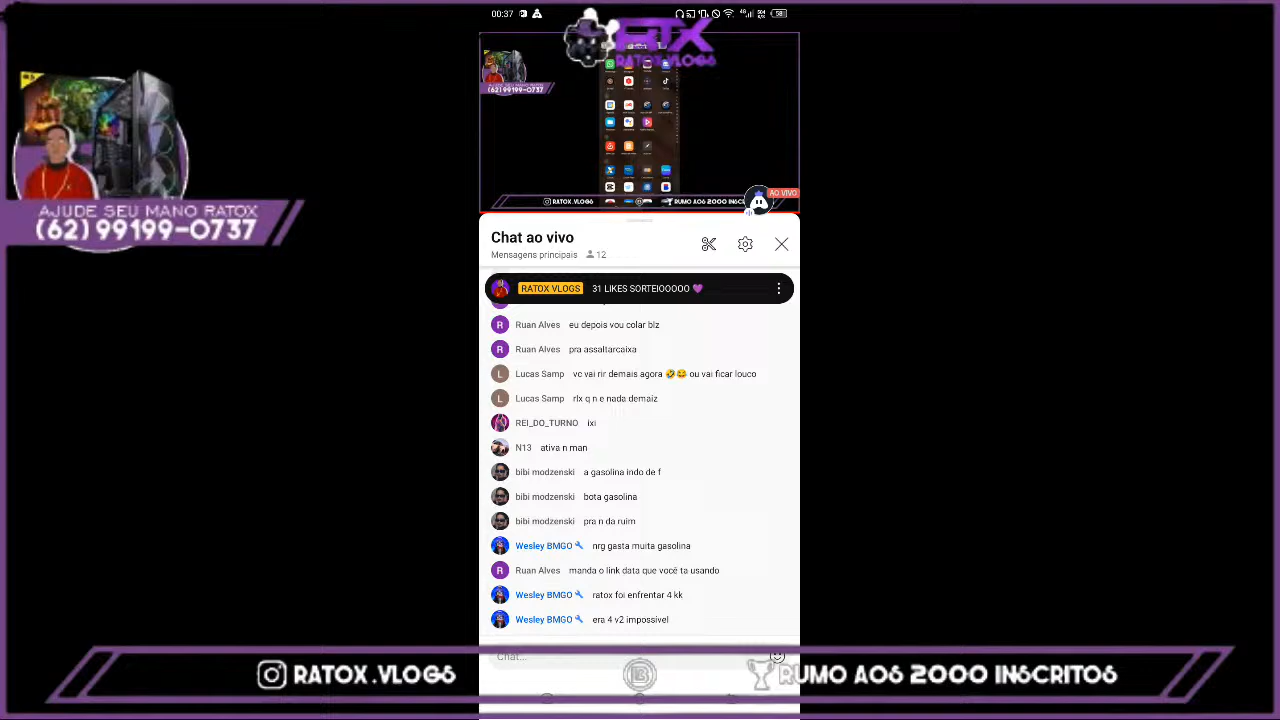 00:37
4G
58
RTX
RATOX.VLOGS
AJUDE SEU MANO RATOX
(62) 99199-0737
(62) 99199-0737
RATOX.VLOGS
RUMO AOS 2000 INSC
AO VIVO
Chat ao vivo
Mensagens principais 12
RATOX VLOGS 31 LIKES SORTEIOOOOO 💜
R Ruan Alves eu depois vou colar blz
R Ruan Alves pra assaltarcaixa
L Lucas Samp vc vai rir demais agora 🤣😂 ou vai ficar louco
L Lucas Samp rlx q n e nada demaiz
REI_DO_TURNO ixi
N13 ativa n man
bibi modzenski a gasolina indo de f
bibi modzenski bota gasolina
bibi modzenski pra n da ruim
Wesley BMGO nrg gasta muita gasolina
R Ruan Alves manda o link data que você ta usando
Wesley BMGO ratox foi enfrentar 4 kk
Wesley BMGO era 4 v2 impossível
Chat...
RATOX.VLOGS
RUMO AOS 2000 INSCRITOS